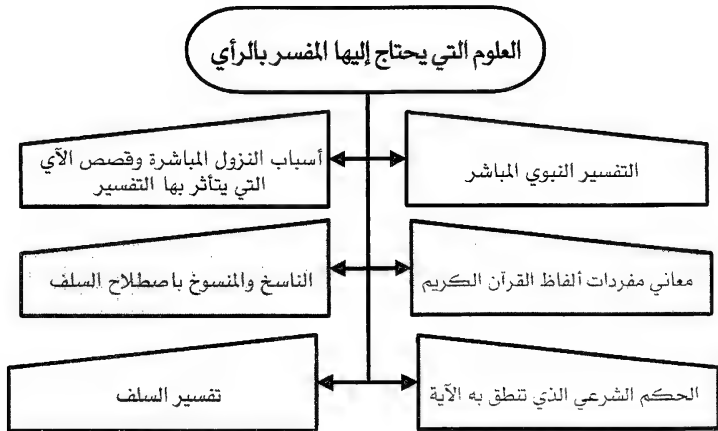 العلوم التي يحتاج إليها المفسر بالرأي
التفسير النبوي المباشر
أسباب النزول المباشرة وقصص الآي
التي يتأثر بها التفسير
معاني مفردات ألفاظ القرآن الكريم
الناسخ والمنسوخ باصطلاح السلف
الحكم الشرعي الذي تنطق به الآية
تفسير السلف